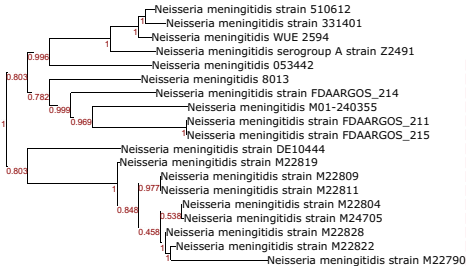 Neisseria meningitidis strain 510612
Neisseria meningitidis strain 331401
1
Neisseria meningitidis WUE 2594
1
Neisseria meningitidis serogroup A strain Z2491
0.996
Neisseria meningitidis 053442
0.803
Neisseria meningitidis 8013
0.782
Neisseria meningitidis strain FDAARGOS_214
0.999
Neisseria meningitidis M01-240355
0.969
Neisseria meningitidis strain FDAARGOS_211
1
Neisseria meningitidis strain FDAARGOS_215
1
Neisseria meningitidis strain DE10444
0.803
Neisseria meningitidis strain M22819
1
Neisseria meningitidis strain M22809
0.977
Neisseria meningitidis strain M22811
0.848
Neisseria meningitidis strain M22804
0.538
Neisseria meningitidis strain M24705
0.458
Neisseria meningitidis strain M22828
1
Neisseria meningitidis strain M22822
1
Neisseria meningitidis strain M22790